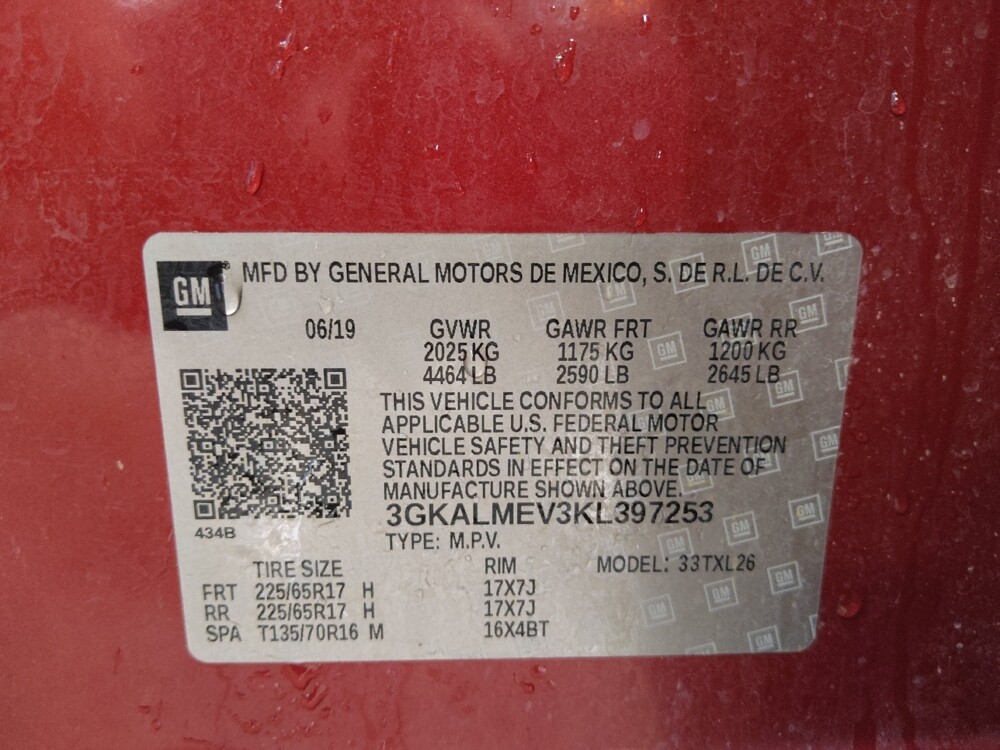 GM
MFD BY GENERAL MOTORS DE MEXICO, S. DE R.L. DE C.V.
06/19 GVWR GAWR FRT GAWR RR
2025 KG 1175 KG 1200 KG
4464 LB 2590 LB 2645 LB
THIS VEHICLE CONFORMS TO ALL
APPLICABLE U.S. FEDERAL MOTOR
VEHICLE SAFETY AND THEFT PREVENTION
STANDARDS IN EFFECT ON THE DATE OF
MANUFACTURE SHOWN ABOVE.
3GKALMEV3KL397253
434B
TYPE: M.P.V.
TIRE SIZE RIM MODEL: 33TXL26
FRT 225/65R17 H 17X7J
RR 225/65R17 H 17X7J
SPA T135/70R16 M 16X4BT